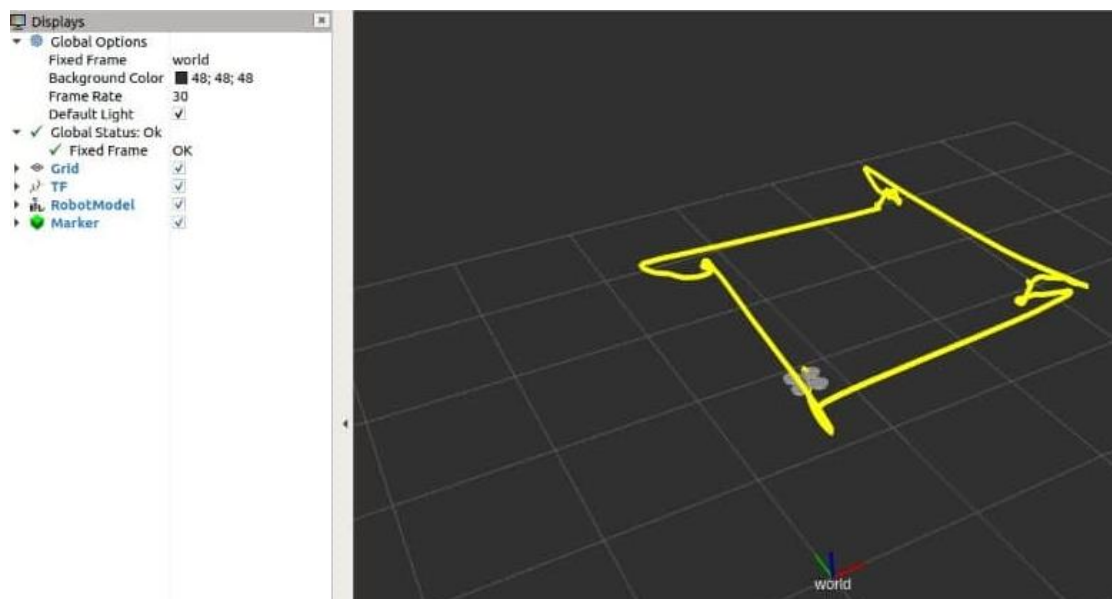 Displays
Global Options
Fixed Frame world
Background Color 48; 48; 48
Frame Rate 30
Default Light
Global Status: Ok
Fixed Frame OK
Grid
TF
RobotModel
Marker
world